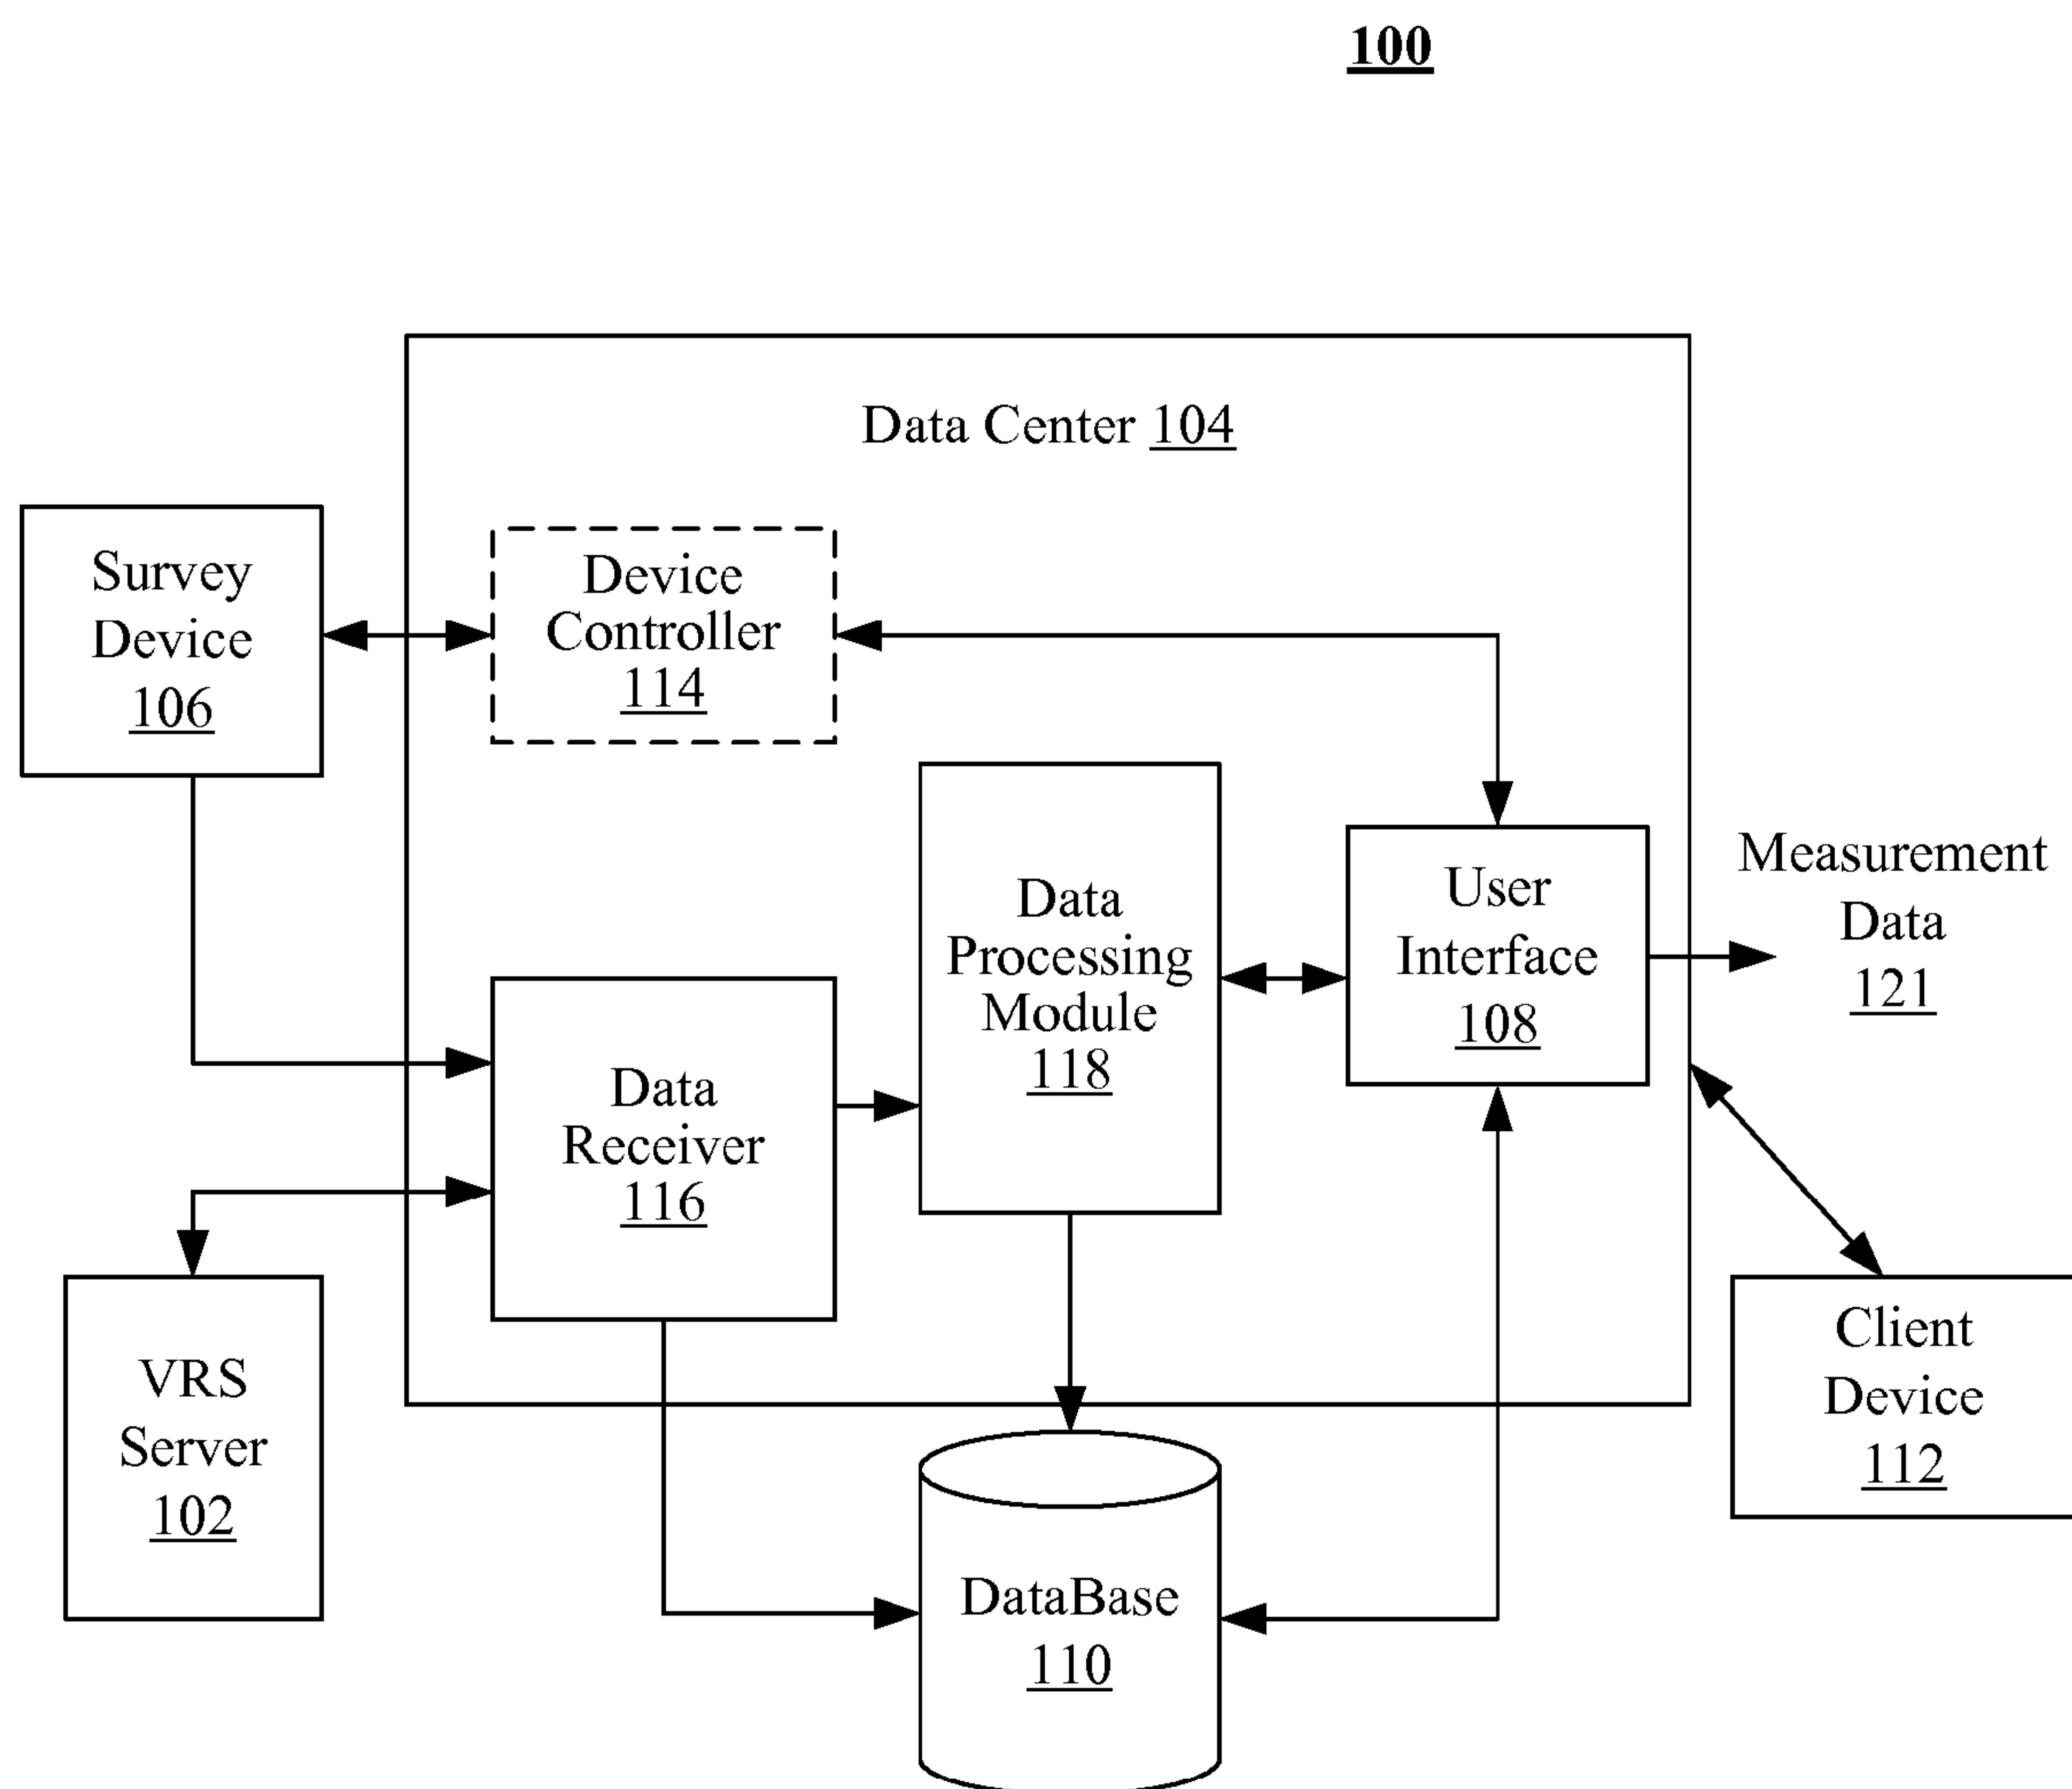 100
Data Center 104
Survey
Device
106
Device
Controller
114
Data
Processing
Module
118
User
Interface
108
Measurement
Data
121
Data
Receiver
116
VRS
Server
102
Client
Device
112
DataBase
110